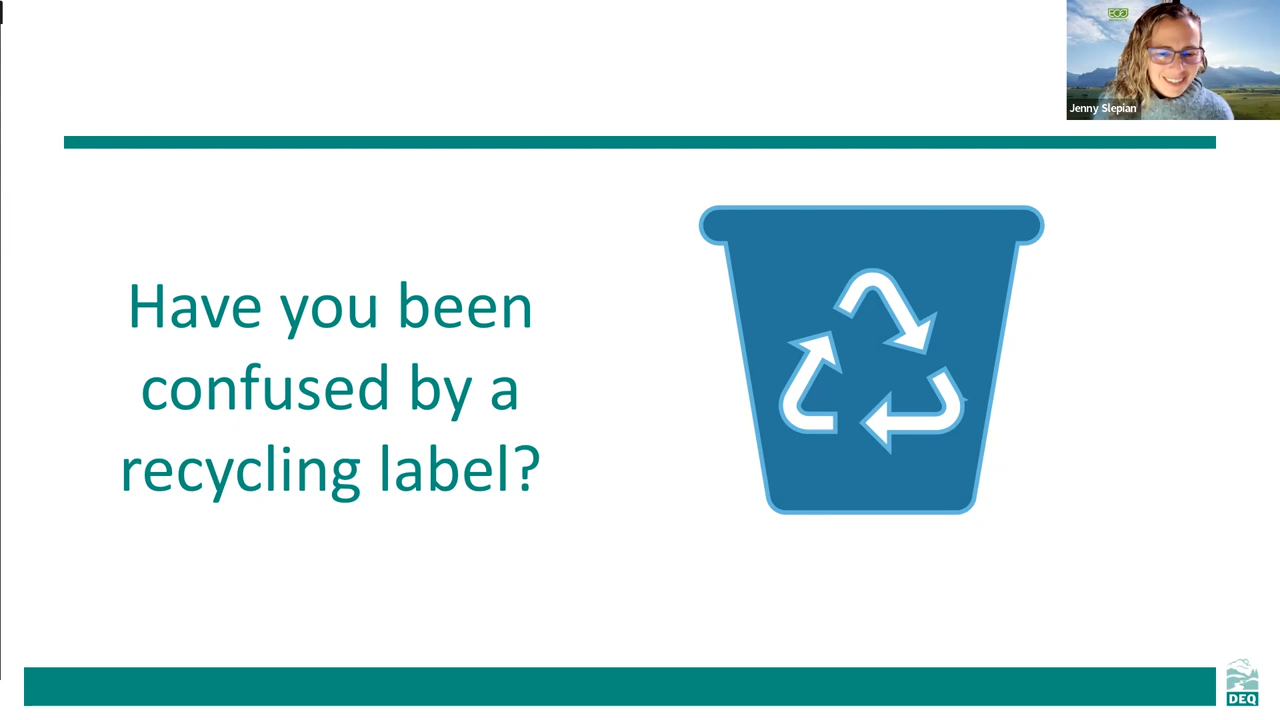 Jenny Slepian
Have you been
confused by a
recycling label?
DEQ